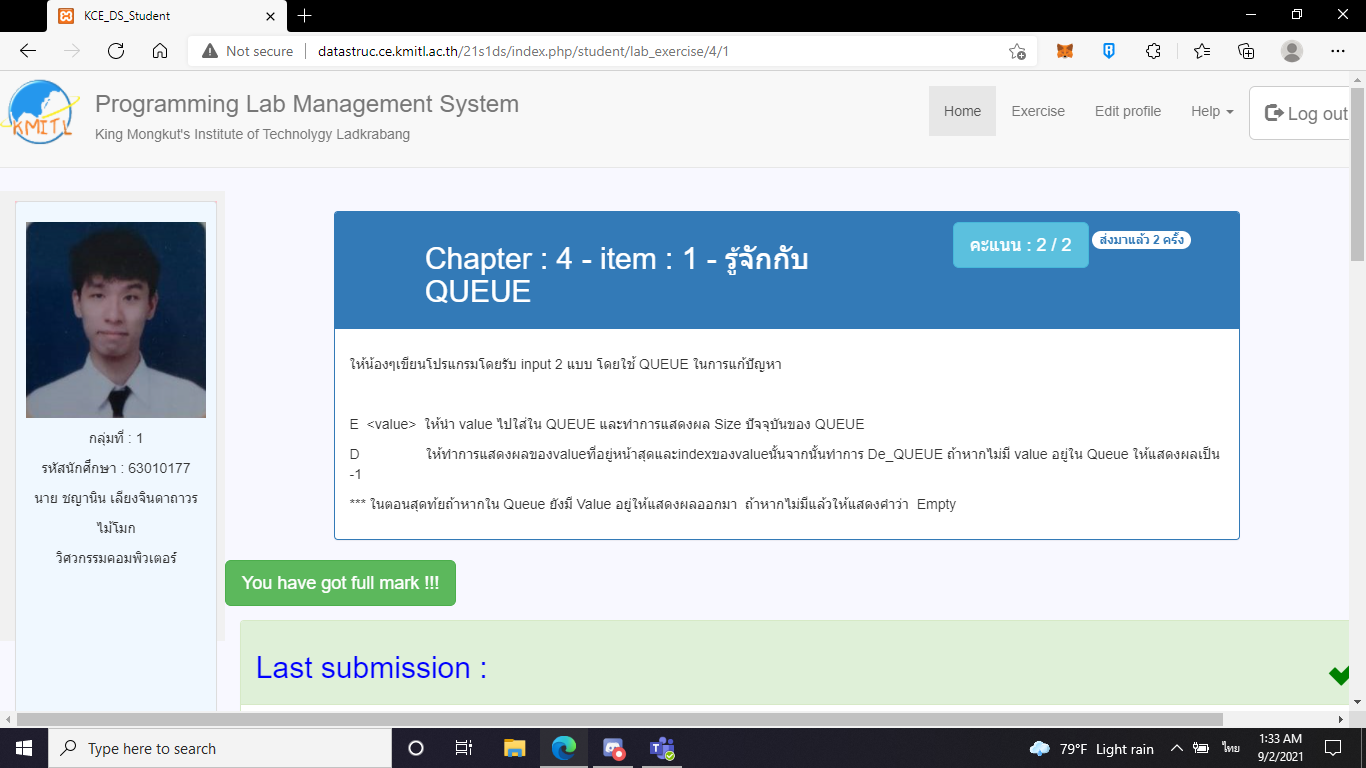 KCE_DS_Student
Not secure
datastruc.ce.kmitl.ac.th/21s1ds/index.php/student/lab_exercise/4/1
KMITL
Programming Lab Management System
King Mongkut's Institute of Technolygy Ladkrabang
Home
Exercise
Edit profile
Help
Log out
กลุ่มที่ : 1
รหัสนักศึกษา : 63010177
นาย ชญานิน เลียงจินดาถาวร
ไม้โมก
วิศวกรรมคอมพิวเตอร์
Chapter : 4 - item : 1 - รู้จักกับ
QUEUE
คะแนน : 2 / 2
ส่งมาแล้ว 2 ครั้ง
ให้น้องๆเขียนโปรแกรมโดยรับ input 2 แบบ โดยใช้ QUEUE ในการแก้ปัญหา
E <value> ให้นำ value ไปใส่ใน QUEUE และทำการแสดงผล Size ปัจจุบันของ QUEUE
D ให้ทำการแสดงผลของvalueที่อยู่หน้าสุดและindexของvalueนั้นจากนั้นทำการ De_QUEUE ถ้าหากไม่มี value อยู่ใน Queue ให้แสดงผลเป็น
-1
*** ในตอนสุดท้ยถ้าหากใน Queue ยังมี Value อยู่ให้แสดงผลออกมา ถ้าหากไม่มีแล้วให้แสดงคำว่า Empty
You have got full mark !!!
Last submission :
Type here to search
79°F Light rain
ไทย
1:33 AM
9/2/2021